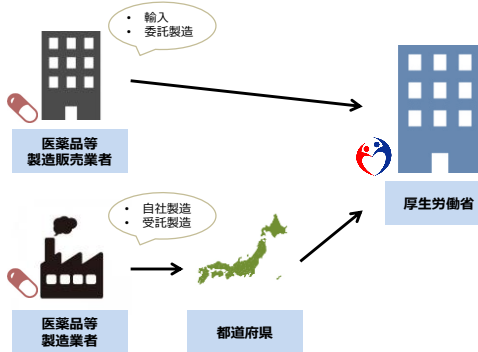 • 輸入
• 委託製造
医薬品等
製造販売業者
厚生労働省
• 自社製造
• 受託製造
医薬品等
製造業者
都道府県